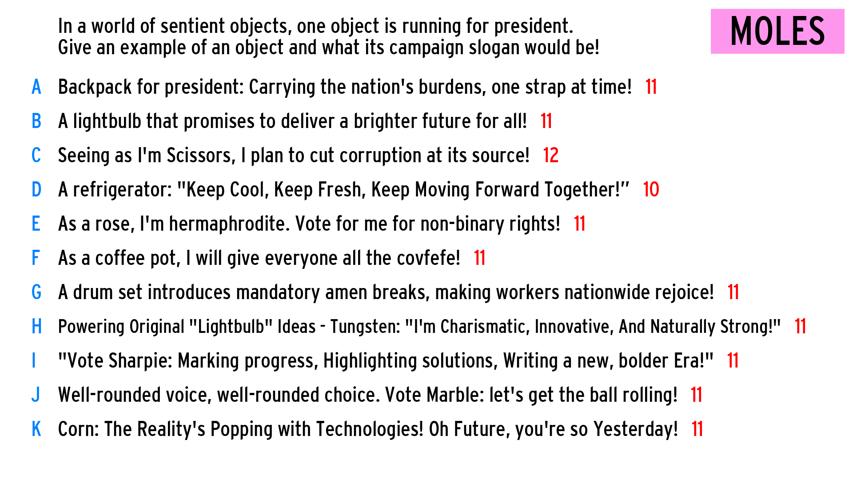 In a world of sentient objects, one object is running for president.
Give an example of an object and what its campaign slogan would be!
MOLES
A Backpack for president: Carrying the nation's burdens, one strap at time! 11
B A lightbulb that promises to deliver a brighter future for all! 11
C Seeing as I'm Scissors, I plan to cut corruption at its source! 12
D A refrigerator: "Keep Cool, Keep Fresh, Keep Moving Forward Together!” 10
E As a rose, I'm hermaphrodite. Vote for me for non-binary rights! 11
F As a coffee pot, I will give everyone all the covfefe! 11
G A drum set introduces mandatory amen breaks, making workers nationwide rejoice! 11
H Powering Original "Lightbulb" Ideas - Tungsten: "I'm Charismatic, Innovative, And Naturally Strong!" 11
I "Vote Sharpie: Marking progress, Highlighting solutions, Writing a new, bolder Era!" 11
J Well-rounded voice, well-rounded choice. Vote Marble: let's get the ball rolling! 11
K Corn: The Reality's Popping with Technologies! Oh Future, you're so Yesterday! 11